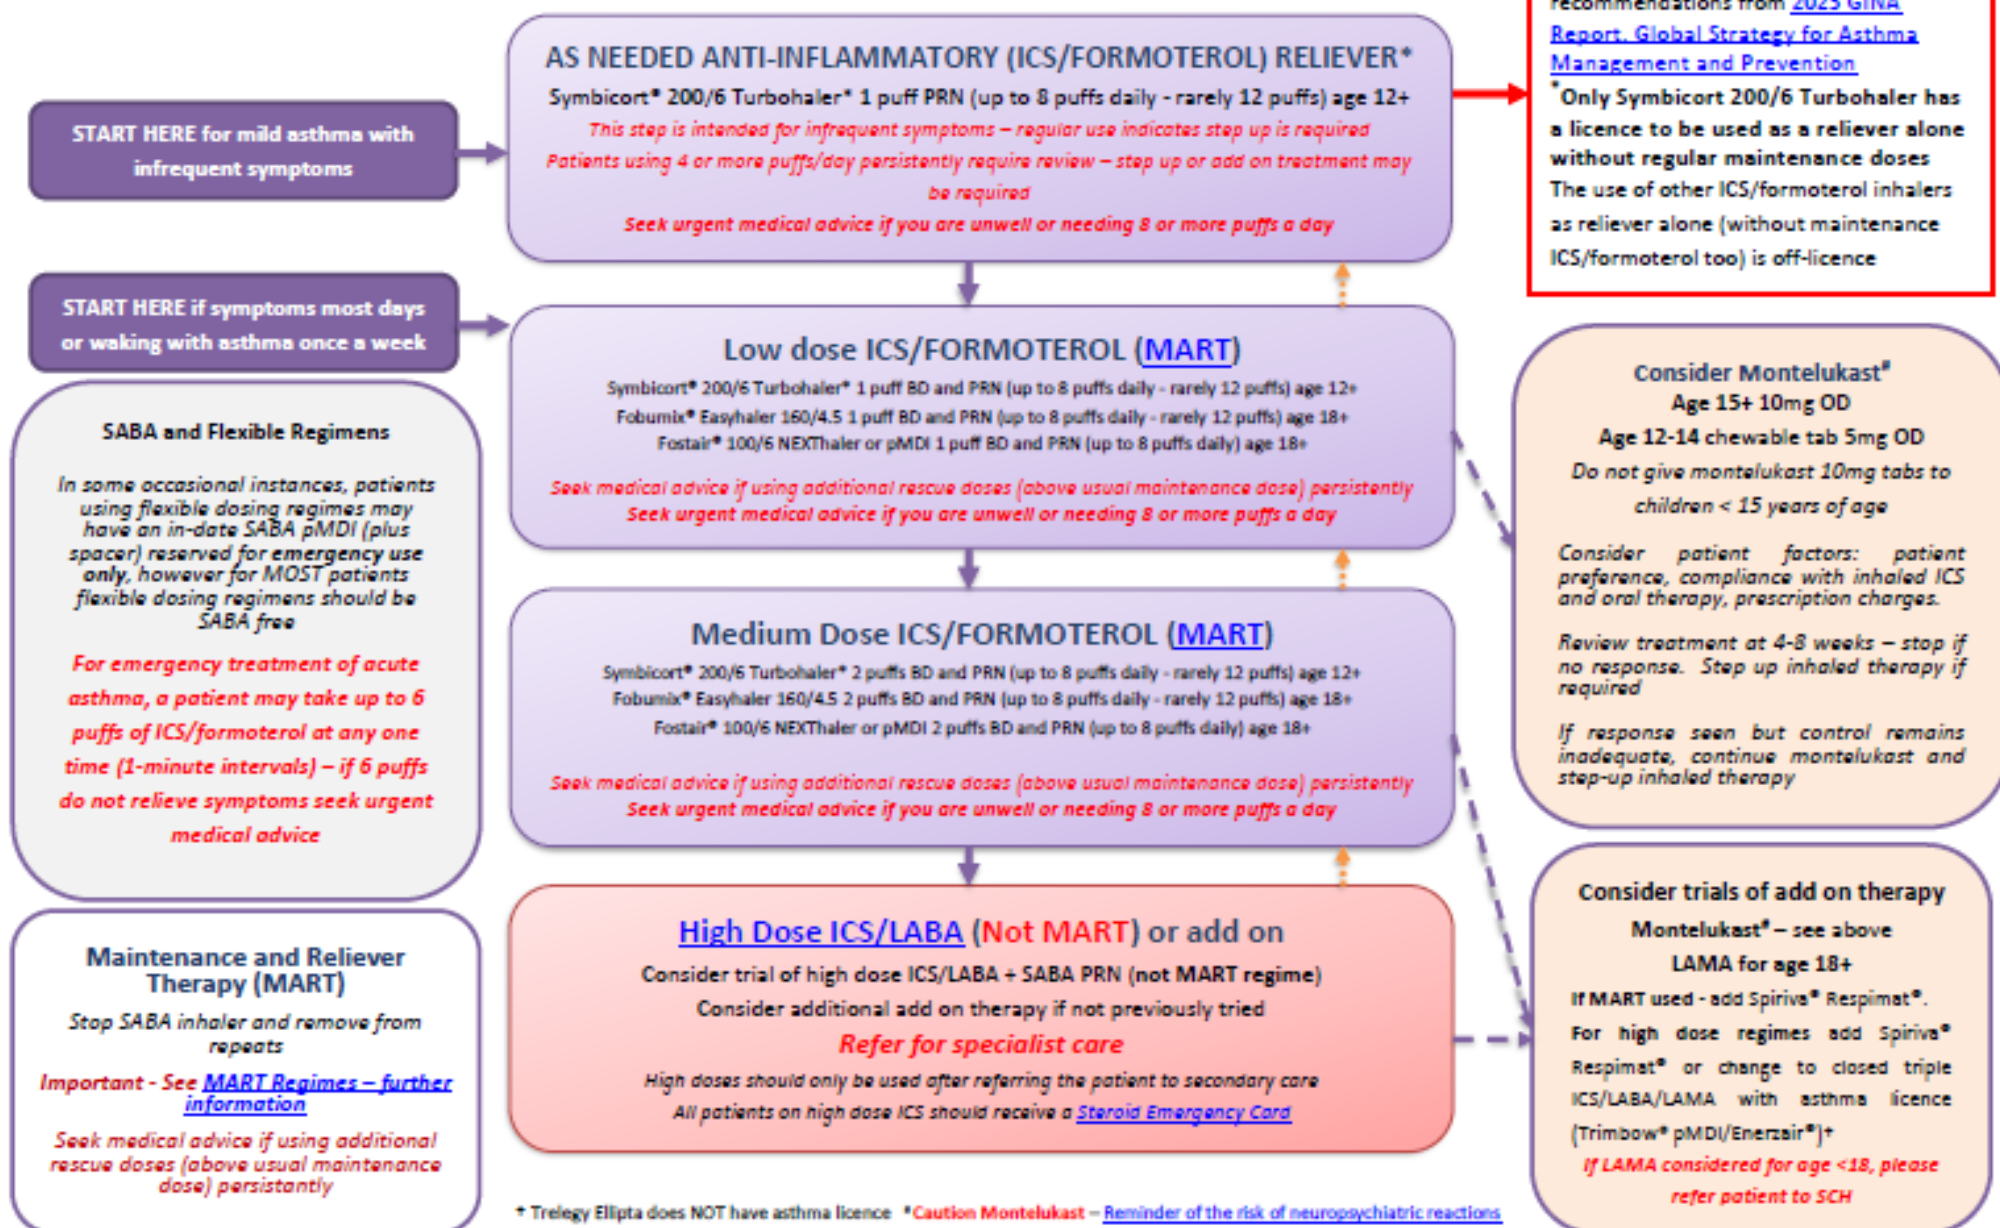 AS NEEDED ANTI-INFLAMMATORY (ICS/FORMOTEROL) RELIEVER*
Symbicort® 200/6 Turbohaler* 1 puff PRN (up to 8 puffs daily - rarely 12 puffs) age 12+
This step is intended for infrequent symptoms – regular use indicates step up is required
Patients using 4 or more puffs/day persistently require review – step up or add on treatment may
be required
Seek urgent medical advice if you are unwell or needing 8 or more puffs a day
START HERE for mild asthma with
infrequent symptoms
recommendations from 2023 GINA
Report, Global Strategy for Asthma
Management and Prevention
*Only Symbicort 200/6 Turbohaler has
a licence to be used as a reliever alone
without regular maintenance doses
The use of other ICS/formoterol inhalers
as reliever alone (without maintenance
ICS/formoterol too) is off-licence
START HERE if symptoms most days
or waking with asthma once a week
Low dose ICS/FORMOTEROL (MART)
Symbicort® 200/6 Turbohaler* 1 puff BD and PRN (up to 8 puffs daily - rarely 12 puffs) age 12+
Fobumix® Easyhaler 160/4.5 1 puff BD and PRN (up to 8 puffs daily - rarely 12 puffs) age 18+
Fostair® 100/6 NEXThaler or pMDI 1 puff BD and PRN (up to 8 puffs daily) age 18+
Seek medical advice if using additional rescue doses (above usual maintenance dose) persistently
Seek urgent medical advice if you are unwell or needing 8 or more puffs a day
SABA and Flexible Regimens
In some occasional instances, patients
using flexible dosing regimes may
have an in-date SABA pMDI (plus
spacer) reserved for emergency use
only, however for MOST patients
flexible dosing regimens should be
SABA free
For emergency treatment of acute
asthma, a patient may take up to 6
puffs of ICS/formoterol at any one
time (1-minute intervals) – if 6 puffs
do not relieve symptoms seek urgent
medical advice
Consider Montelukast#
Age 15+ 10mg OD
Age 12-14 chewable tab 5mg OD
Do not give montelukast 10mg tabs to
children < 15 years of age
Consider patient factors: patient
preference, compliance with inhaled ICS
and oral therapy, prescription charges.
Review treatment at 4-8 weeks – stop if
no response. Step up inhaled therapy if
required
If response seen but control remains
inadequate, continue montelukast and
step-up inhaled therapy
Medium Dose ICS/FORMOTEROL (MART)
Symbicort® 200/6 Turbohaler* 2 puffs BD and PRN (up to 8 puffs daily - rarely 12 puffs) age 12+
Fobumix® Easyhaler 160/4.5 2 puffs BD and PRN (up to 8 puffs daily - rarely 12 puffs) age 18+
Fostair® 100/6 NEXThaler or pMDI 2 puffs BD and PRN (up to 8 puffs daily) age 18+
Seek medical advice if using additional rescue doses (above usual maintenance dose) persistently
Seek urgent medical advice if you are unwell or needing 8 or more puffs a day
Maintenance and Reliever
Therapy (MART)
Stop SABA inhaler and remove from
repeats
Important - See MART Regimes – further
information
Seek medical advice if using additional
rescue doses (above usual maintenance
dose) persistantly
High Dose ICS/LABA (Not MART) or add on
Consider trial of high dose ICS/LABA + SABA PRN (not MART regime)
Consider additional add on therapy if not previously tried
Refer for specialist care
High doses should only be used after referring the patient to secondary care
All patients on high dose ICS should receive a Steroid Emergency Card
Consider trials of add on therapy
Montelukast# – see above
LAMA for age 18+
If MART used - add Spiriva® Respimat®.
For high dose regimes add Spiriva®
Respimat® or change to closed triple
ICS/LABA/LAMA with asthma licence
(Trimbow® pMDI/Enerzair®)+
If LAMA considered for age <18, please
refer patient to SCH
+ Trelegy Ellipta does NOT have asthma licence #Caution Montelukast – Reminder of the risk of neuropsychiatric reactions